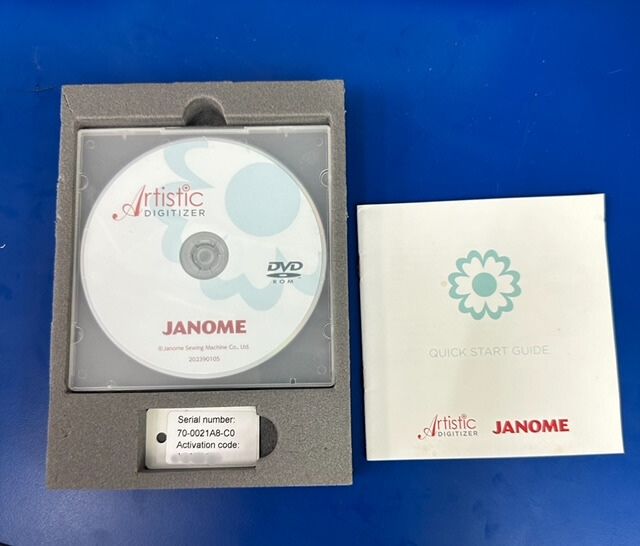 Artistic
DIGITIZER
DVD
ROM
JANOME
©Janome Sewing Machine Co., Ltd.
202390105
Serial number:
70-0021A8-C0
Activation code:
QUICK START GUIDE
Artistic
DIGITIZER
JANOME